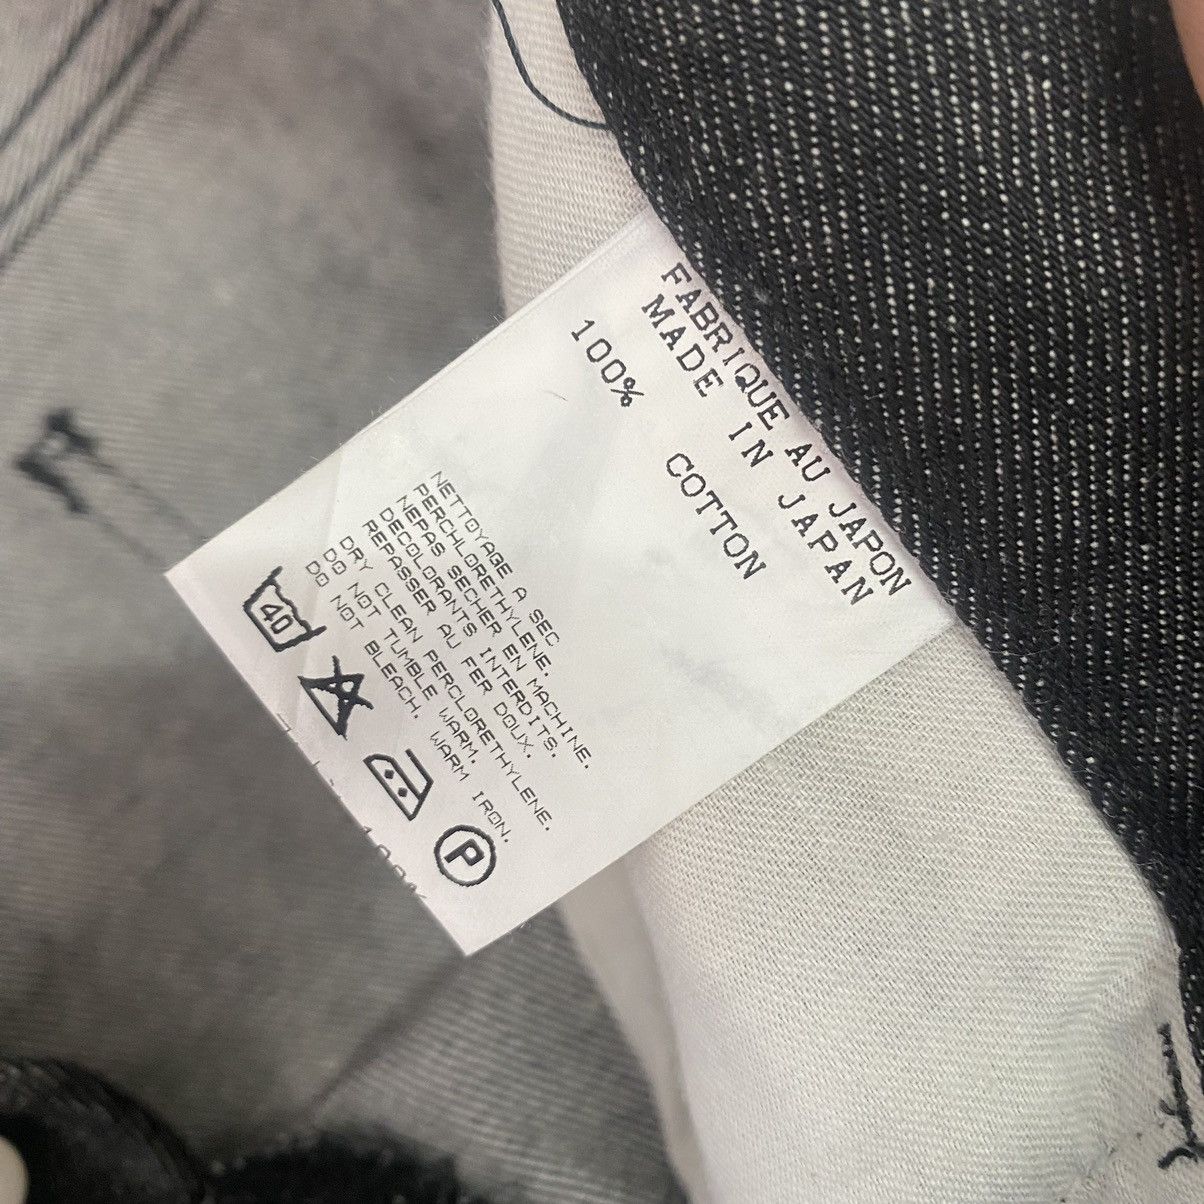 FABRIQUE AU JAPON
MADE IN JAPAN
100% COTTON
NETTOYAGE A SEC
PERCHLORETHYLENE.
NEPAS SECHER EN MACHINE.
DECOLORANTS INTERDITS.
REPASSER AU FER DOUX.
DRY CLEAN PERCLORETHYLENE.
DO NOT TUMBLE WARM. WARM IRON.
DO NOT BLEACH.
40
P